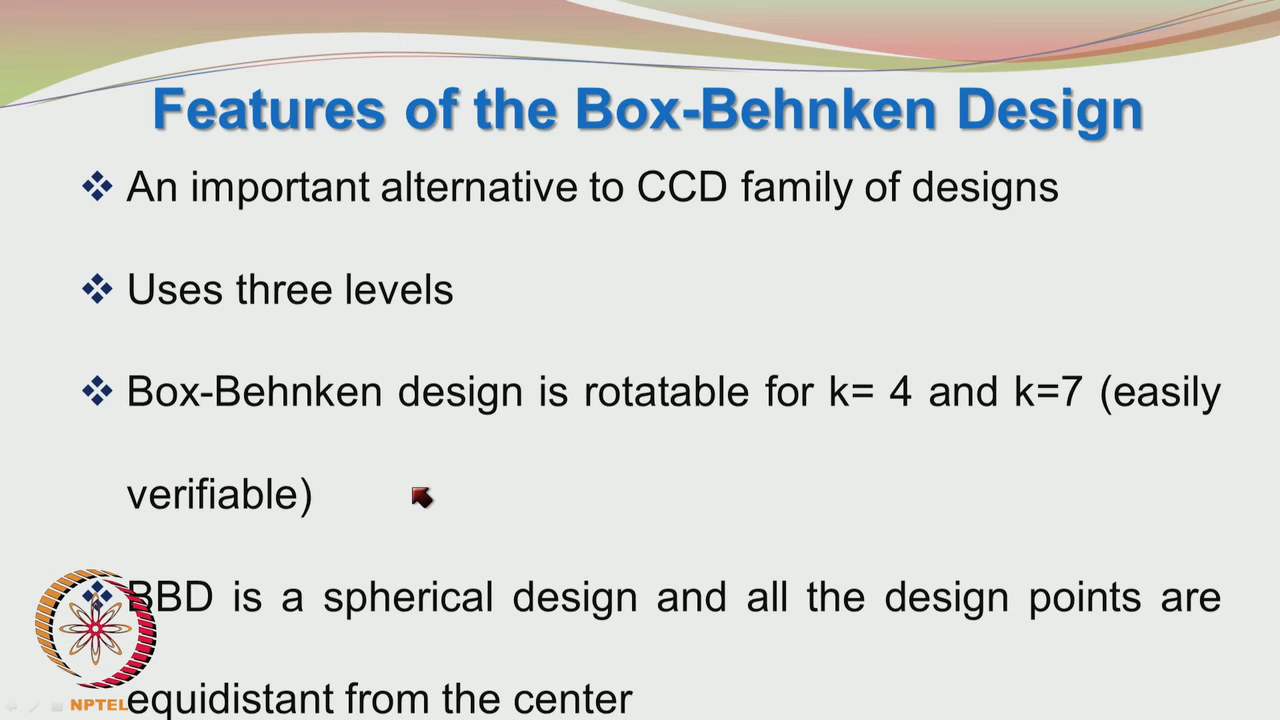 Features of the Box-Behnken Design
An important alternative to CCD family of designs
Uses three levels
Box-Behnken design is rotatable for k= 4 and k=7 (easily
verifiable)
BBD is a spherical design and all the design points are
equidistant from the center
NPTEL